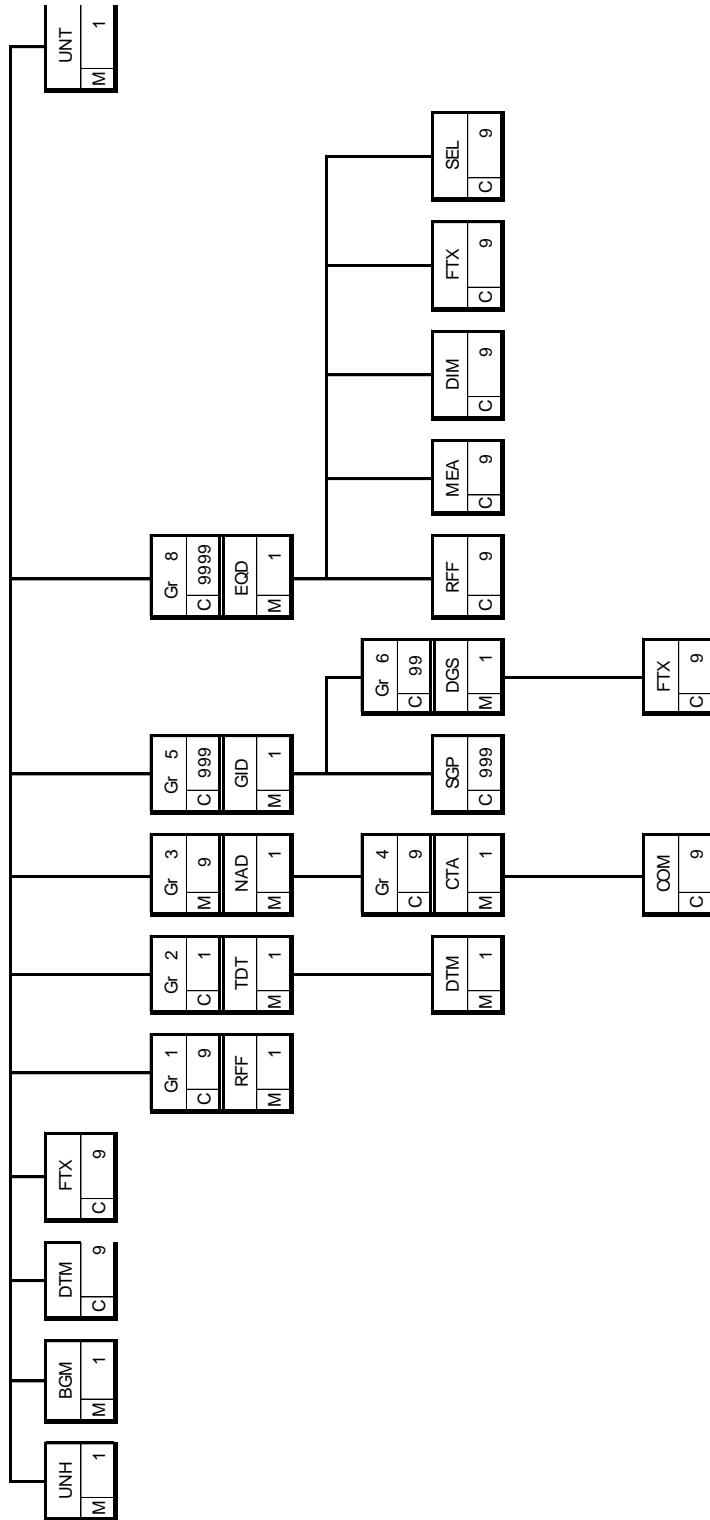 UNH
M 1
BGM
M 1
DTM
C 9
FTX
C 9
UNT
M 1
Gr 1
C 9
RFF
M 1
Gr 2
C 1
TDT
M 1
Gr 3
M 9
NAD
M 1
Gr 5
C 999
GID
M 1
Gr 8
C 9999
EQD
M 1
DTM
M 1
Gr 4
C 9
CTA
M 1
SGP
C 999
Gr 6
C 99
DGS
M 1
RFF
C 9
MEA
C 9
DIM
C 9
FTX
C 9
SEL
C 9
COM
C 9
FTX
C 9